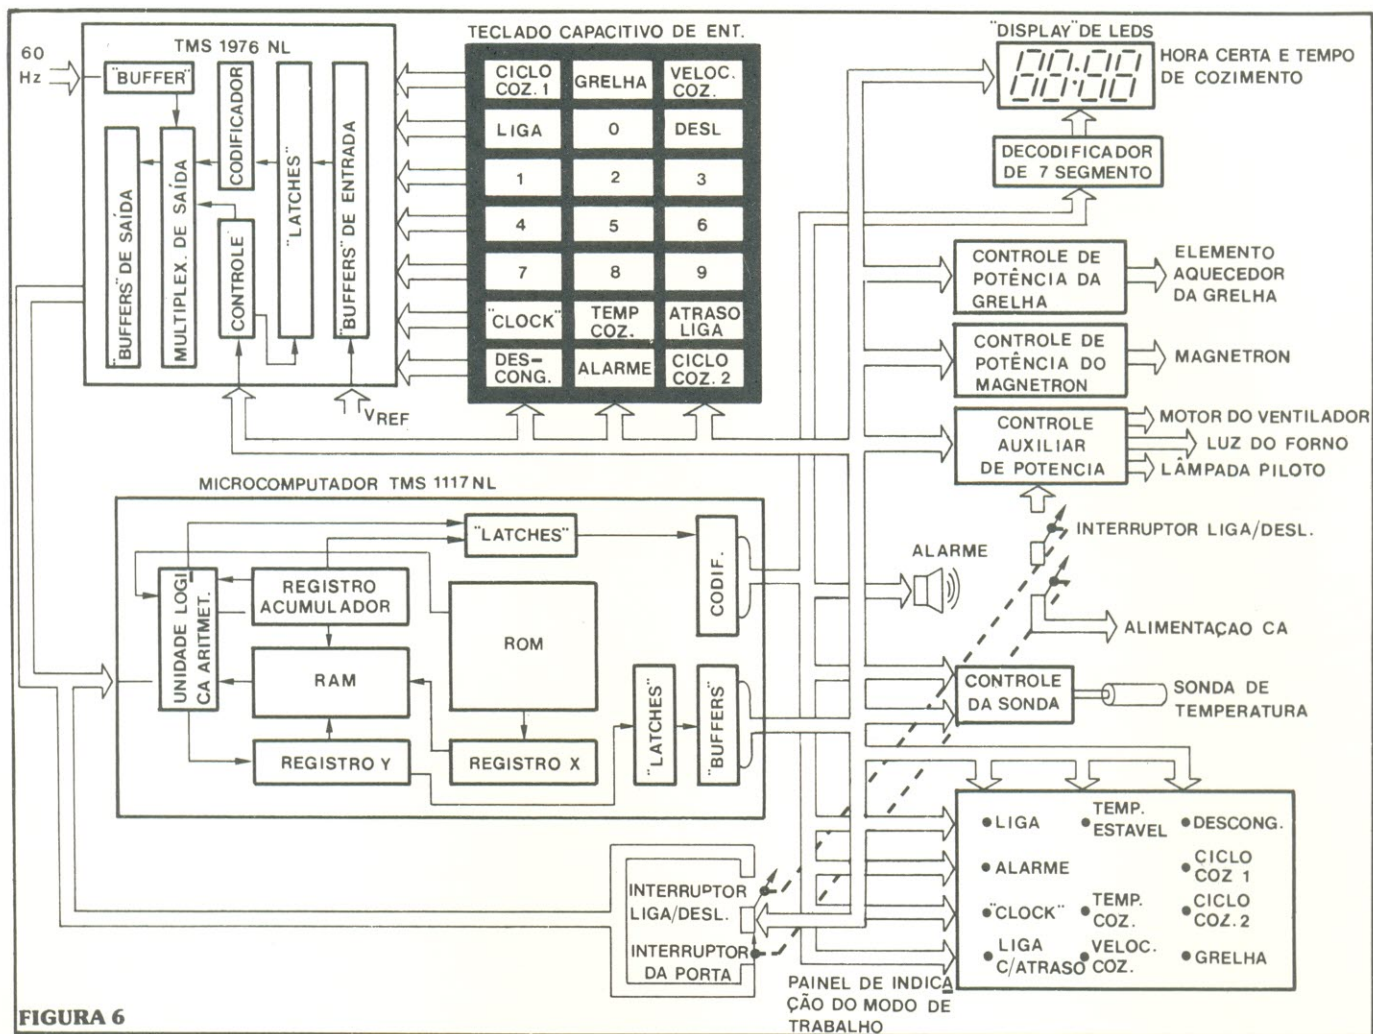 60
Hz
TMS 1976 NL
"BUFFER"
"BUFFERS" DE SAÍDA
MULTIPLEX. DE SAÍDA
CODIFICADOR
CONTROLE
"LATCHES"
"BUFFERS" DE ENTRADA
VREF
TECLADO CAPACITIVO DE ENT.
CICLO
COZ. 1
GRELHA
VELOC.
COZ.
LIGA
0
DESL
1
2
3
4
5
6
7
8
9
"CLOCK"
TEMP
COZ.
ATRASO
LIGA
DES-
CONG.
ALARME
CICLO
COZ. 2
"DISPLAY" DE LEDS
00:00
HORA CERTA E TEMPO
DE COZIMENTO
DECODIFICADOR
DE 7 SEGMENTO
CONTROLE DE
POTÊNCIA DA
GRELHA
ELEMENTO
AQUECEDOR
DA GRELHA
CONTROLE DE
POTÊNCIA DO
MAGNETRON
MAGNETRON
CONTROLE
AUXILIAR
DE POTENCIA
MOTOR DO VENTILADOR
LUZ DO FORNO
LÂMPADA PILOTO
INTERRUPTOR LIGA/DESL.
ALARME
ALIMENTAÇAO CA
CONTROLE
DA SONDA
SONDA DE
TEMPERATURA
MICROCOMPUTADOR TMS 1117 NL
"LATCHES"
CODIF.
UNIDADE LOGI-
CA ARITMET.
REGISTRO
ACUMULADOR
RAM
ROM
REGISTRO Y
REGISTRO X
"LATCHES"
"BUFFERS"
INTERRUPTOR
LIGA/DESL.
INTERRUPTOR
DA PORTA
LIGA
TEMP.
ESTAVEL
DESCONG.
ALARME
CICLO
COZ 1
"CLOCK"
TEMP.
COZ.
CICLO
COZ. 2
LIGA
C/ATRASO
VELOC.
COZ.
GRELHA
PAINEL DE INDICA
ÇÃO DO MODO DE
TRABALHO
FIGURA 6